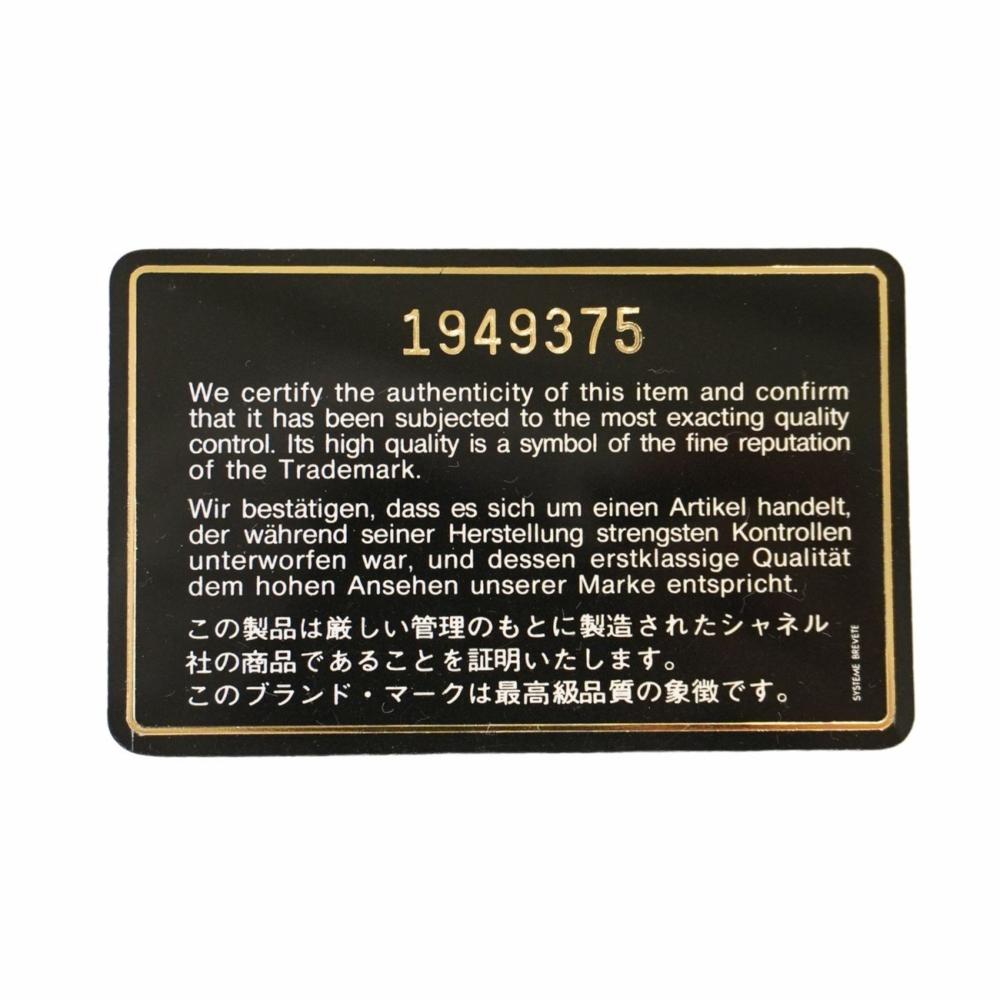 1949375
We certify the authenticity of this item and confirm
that it has been subjected to the most exacting quality
control. Its high quality is a symbol of the fine reputation
of the Trademark.
Wir bestätigen, dass es sich um einen Artikel handelt,
der während seiner Herstellung strengsten Kontrollen
unterworfen war, und dessen erstklassige Qualität
dem hohen Ansehen unserer Marke entspricht.
この製品は厳しい管理のもとに製造されたシャネル
社の商品であることを証明いたします。
このブランド・マークは最高級品質の象徴です。
SYSTEME BREVETE